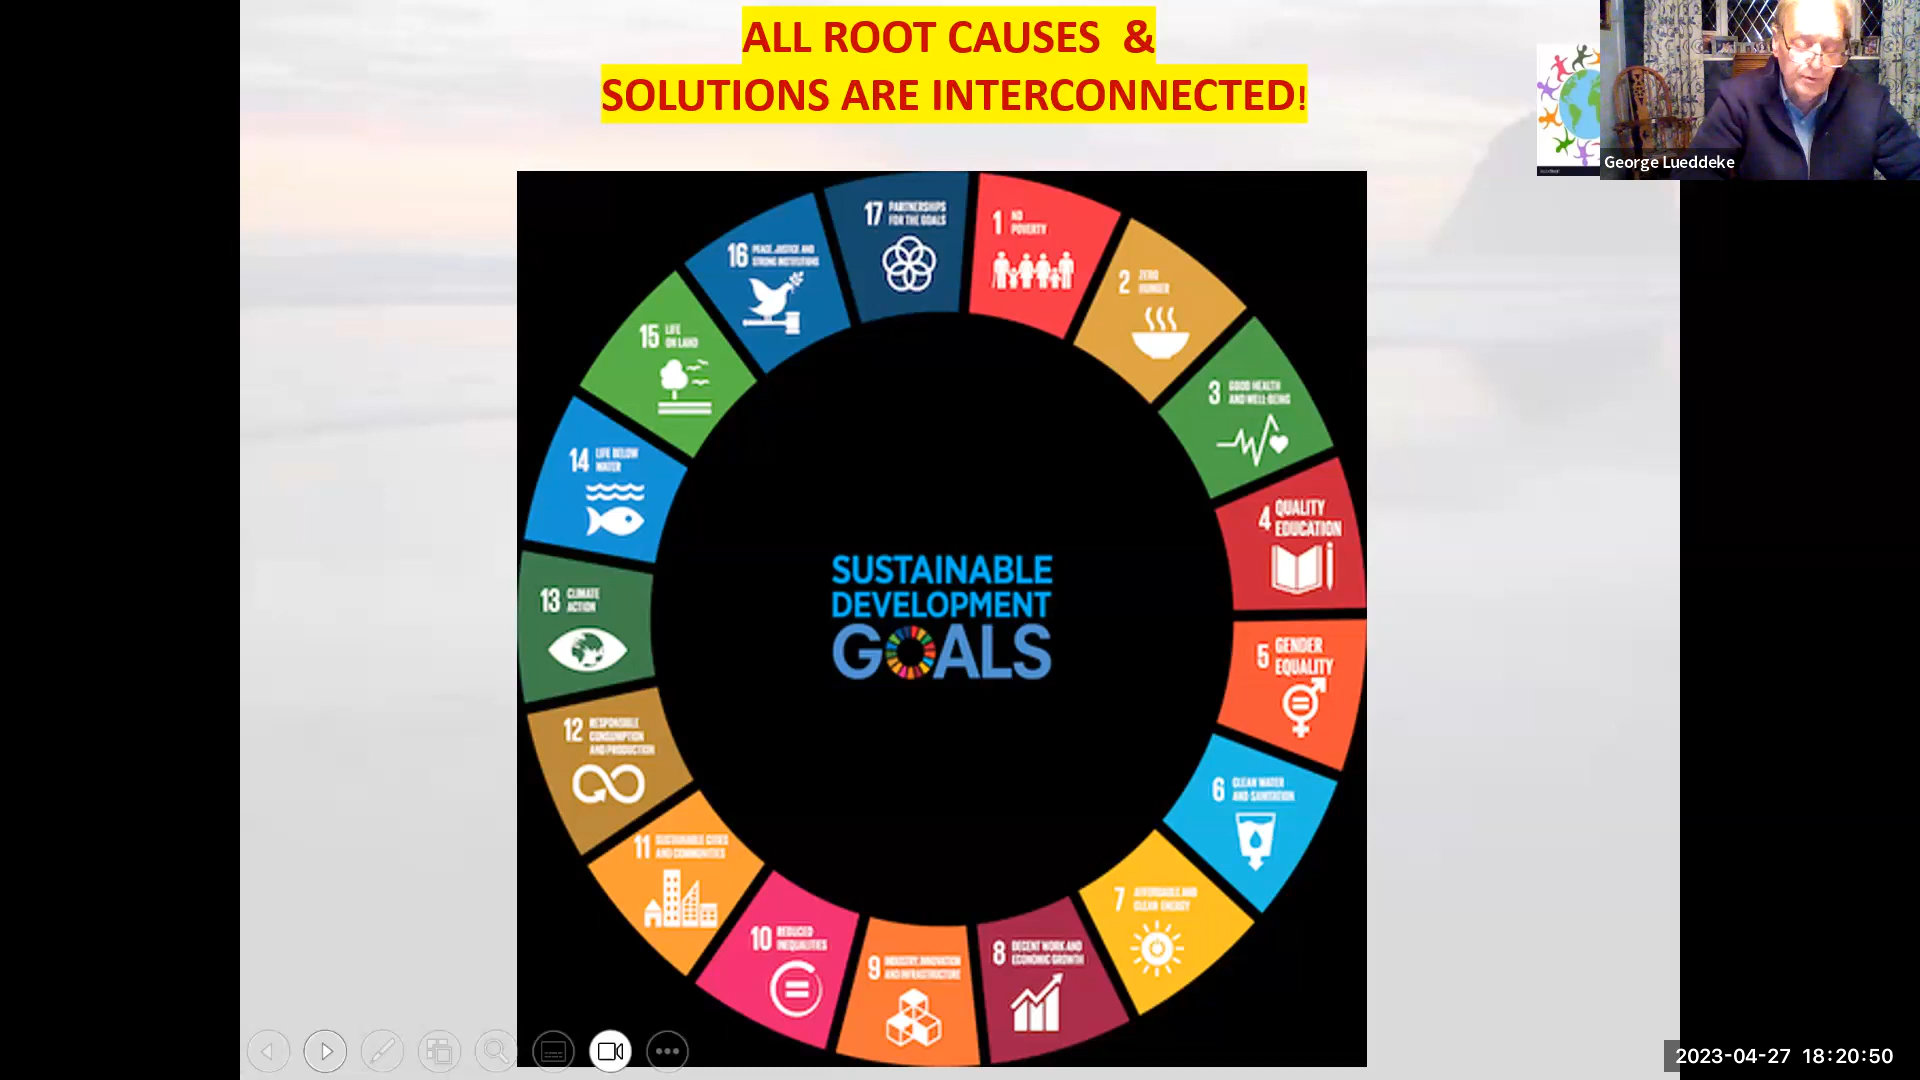 ALL ROOT CAUSES &
SOLUTIONS ARE INTERCONNECTED!
George Lueddeke
17 PARTNERSHIPS
FOR THE GOALS
1 NO
POVERTY
2 ZERO
HUNGER
3 GOOD HEALTH
AND WELL-BEING
4 QUALITY
EDUCATION
5 GENDER
EQUALITY
6 CLEAN WATER
AND SANITATION
7 AFFORDABLE AND
CLEAN ENERGY
8 DECENT WORK AND
ECONOMIC GROWTH
9 INDUSTRY, INNOVATION
AND INFRASTRUCTURE
10 REDUCED
INEQUALITIES
11 SUSTAINABLE CITIES
AND COMMUNITIES
12 RESPONSIBLE
CONSUMPTION
AND PRODUCTION
13 CLIMATE
ACTION
14 LIFE BELOW
WATER
15 LIFE
ON LAND
16 PEACE, JUSTICE AND
STRONG INSTITUTIONS
SUSTAINABLE
DEVELOPMENT
GOALS
2023-04-27 18:20:50